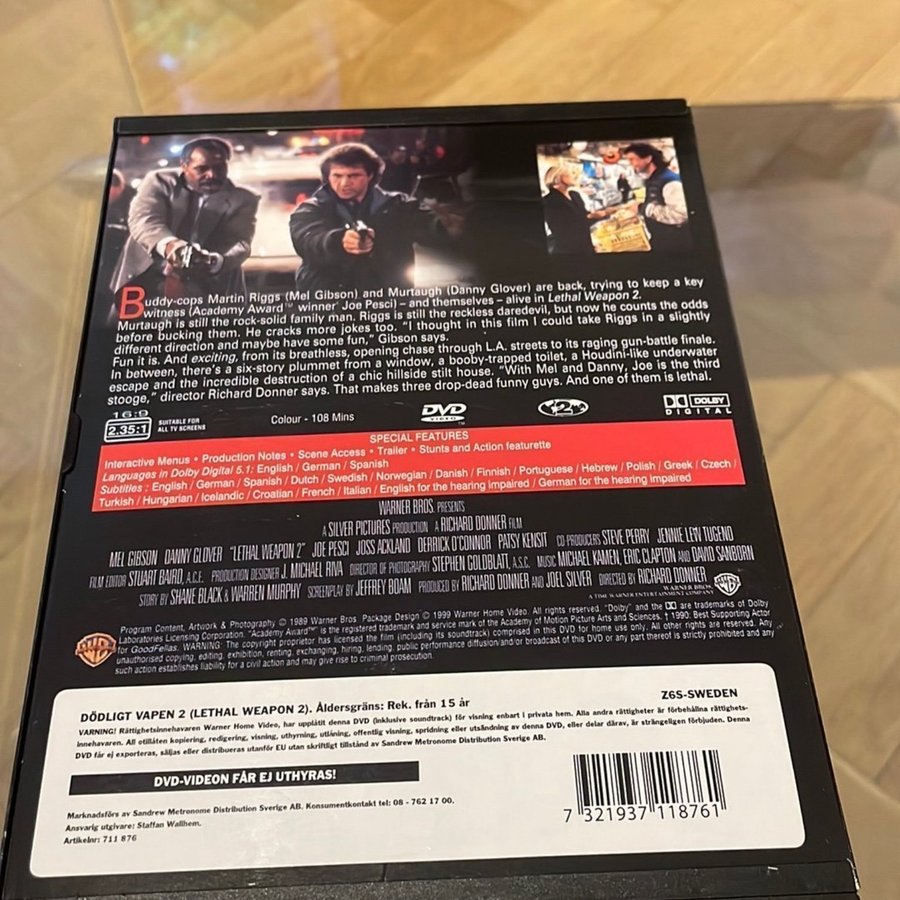 Buddy-cops Martin Riggs (Mel Gibson) and Murtaugh (Danny Glover) are back, trying to keep a key
witness (Academy Award™ winner† Joe Pesci) – and themselves – alive in Lethal Weapon 2.
Murtaugh is still the rock-solid family man. Riggs is still the reckless daredevil, but now he counts the odds
before bucking them. He cracks more jokes too. "I thought in this film I could take Riggs in a slightly
different direction and maybe have some fun," Gibson says.
Fun it is. And exciting, from its breathless, opening chase through L.A. streets to its raging gun-battle finale.
In between, there's a six-story plummet from a window, a booby-trapped toilet, a Houdini-like underwater
escape and the incredible destruction of a chic hillside stilt house. "With Mel and Danny, Joe is the third
stooge," director Richard Donner says. That makes three drop-dead funny guys. And one of them is lethal.
16:9
2.35:1
SUITABLE FOR
ALL TV SCREENS
Colour - 108 Mins
DVD
VIDEO
™
2
DOLBY
DIGITAL
SPECIAL FEATURES
Interactive Menus • Production Notes • Scene Access • Trailer • Stunts and Action featurette
Languages in Dolby Digital 5.1: English / German / Spanish
Subtitles : English / German / Spanish / Dutch / Swedish / Norwegian / Danish / Finnish / Portuguese / Hebrew / Polish / Greek / Czech /
Turkish / Hungarian / Icelandic / Croatian / French / Italian / English for the hearing impaired / German for the hearing impaired
WARNER BROS. PRESENTS
A SILVER PICTURES PRODUCTION A RICHARD DONNER FILM
MEL GIBSON DANNY GLOVER "LETHAL WEAPON 2" JOE PESCI JOSS ACKLAND DERRICK O'CONNOR PATSY KENSIT CO-PRODUCERS STEVE PERRY, JENNIE LEW TUGEND
FILM EDITOR STUART BAIRD, A.C.E. PRODUCTION DESIGNER J. MICHAEL RIVA DIRECTOR OF PHOTOGRAPHY STEPHEN GOLDBLATT, A.S.C. MUSIC MICHAEL KAMEN, ERIC CLAPTON AND DAVID SANBORN
STORY BY SHANE BLACK & WARREN MURPHY SCREENPLAY BY JEFFREY BOAM PRODUCED BY RICHARD DONNER AND JOEL SILVER DIRECTED BY RICHARD DONNER
WARNER BROS.
A TIME WARNER ENTERTAINMENT COMPANY
Program Content, Artwork & Photography © 1989 Warner Bros. Package Design © 1999 Warner Home Video. All rights reserved. "Dolby" and the DD are trademarks of Dolby
Laboratories Licensing Corporation. "Academy Award™" is the registered trademark and service mark of the Academy of Motion Picture Arts and Sciences. † 1990: Best Supporting Actor
for GoodFellas. WARNING: The copyright proprietor has licensed the film (including its soundtrack) comprised in this DVD for home use only. All other rights are reserved. Any
unauthorised copying, editing, exhibition, renting, exchanging, hiring, lending, public performance diffusion/and/or broadcast of this DVD or any part thereof is strictly prohibited and any
such action establishes liability for a civil action and may give rise to criminal prosecution.
DÖDLIGT VAPEN 2 (LETHAL WEAPON 2). Åldersgräns: Rek. från 15 år
Z6S-SWEDEN
VARNING! Rättighetsinnehavaren Warner Home Video, har upplåtit denna DVD (inklusive soundtrack) för visning enbart i privata hem. Alla andra rättigheter är förbehållna rättighets-
innehavaren. All otillåten kopiering, redigering, visning, uthyrning, utlåning, offentlig visning, spridning eller utsändning av denna DVD, eller delar därav, är strängeligen förbjuden. Denna
DVD får ej exporteras, säljas eller distribueras utanför EU utan skriftligt tillstånd av Sandrew Metronome Distribution Sverige AB.
DVD-VIDEON FÅR EJ UTHYRAS!
Marknadsförs av Sandrew Metronome Distribution Sverige AB. Konsumentkontakt tel: 08 - 762 17 00.
Ansvarig utgivare: Staffan Wallhem.
Artikelnr: 711 876
7 321937 118761